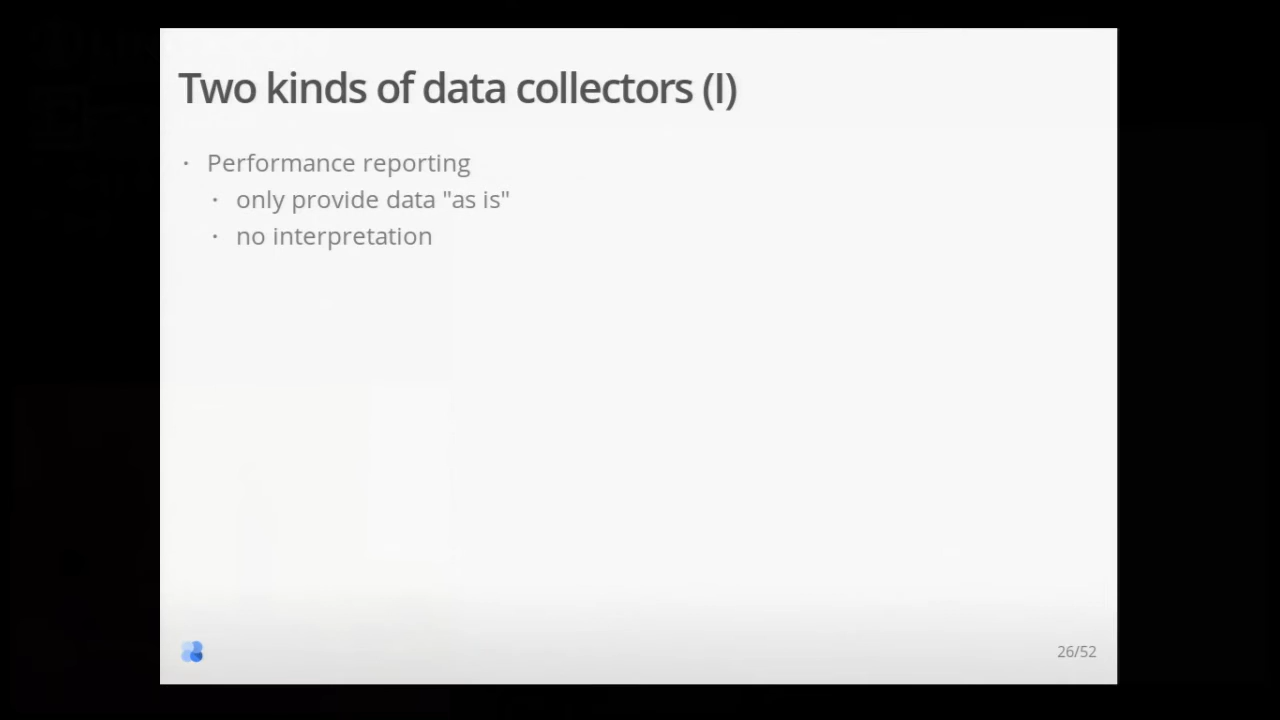 Two kinds of data collectors (I)
· Performance reporting
· only provide data "as is"
· no interpretation
26/52